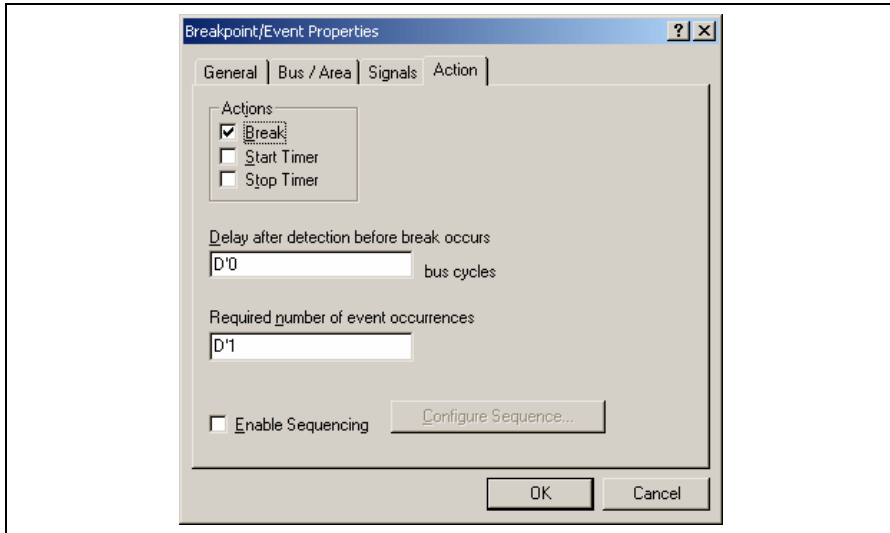 Breakpoint/Event Properties
General Bus / Area Signals Action
Actions
Break
Start Timer
Stop Timer
Delay after detection before break occurs
D'0 bus cycles
Required number of event occurrences
D'1
Enable Sequencing Configure Sequence...
OK Cancel